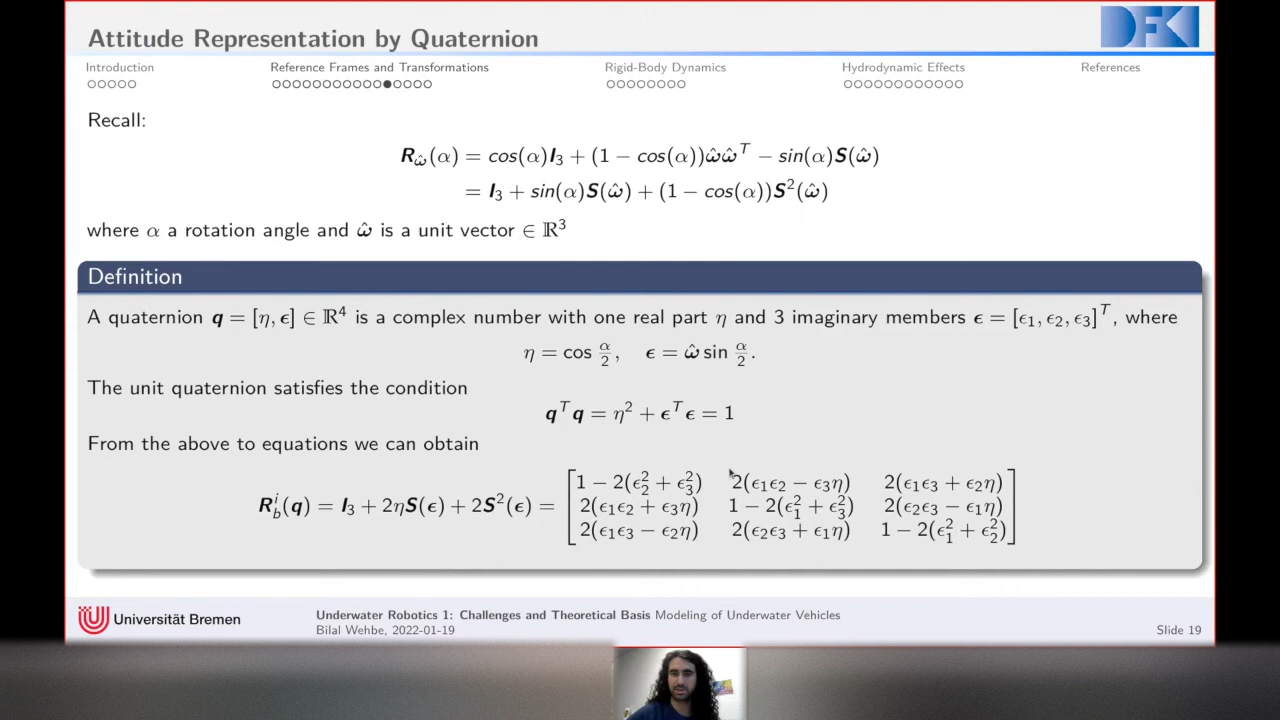 Attitude Representation by Quaternion
DFK
Introduction Reference Frames and Transformations Rigid-Body Dynamics Hydrodynamic Effects References
Recall:
R_ω̂(α) = cos(α)I₃ + (1 − cos(α))ω̂ω̂ᵀ − sin(α)S(ω̂)
= I₃ + sin(α)S(ω̂) + (1 − cos(α))S²(ω̂)
where α a rotation angle and ω̂ is a unit vector ∈ ℝ³
Definition
A quaternion q = [η, ϵ] ∈ ℝ⁴ is a complex number with one real part η and 3 imaginary members ϵ = [ϵ₁, ϵ₂, ϵ₃]ᵀ, where
η = cos α/2, ϵ = ω̂ sin α/2.
The unit quaternion satisfies the condition
qᵀq = η² + ϵᵀϵ = 1
From the above to equations we can obtain
R_b^i(q) = I₃ + 2ηS(ϵ) + 2S²(ϵ) =
1 − 2(ϵ₂² + ϵ₃²) 2(ϵ₁ϵ₂ − ϵ₃η) 2(ϵ₁ϵ₃ + ϵ₂η)
2(ϵ₁ϵ₂ + ϵ₃η) 1 − 2(ϵ₁² + ϵ₃²) 2(ϵ₂ϵ₃ − ϵ₁η)
2(ϵ₁ϵ₃ − ϵ₂η) 2(ϵ₂ϵ₃ + ϵ₁η) 1 − 2(ϵ₁² + ϵ₂²)
Universität Bremen
Underwater Robotics 1: Challenges and Theoretical Basis Modeling of Underwater Vehicles
Bilal Wehbe, 2022-01-19
Slide 19